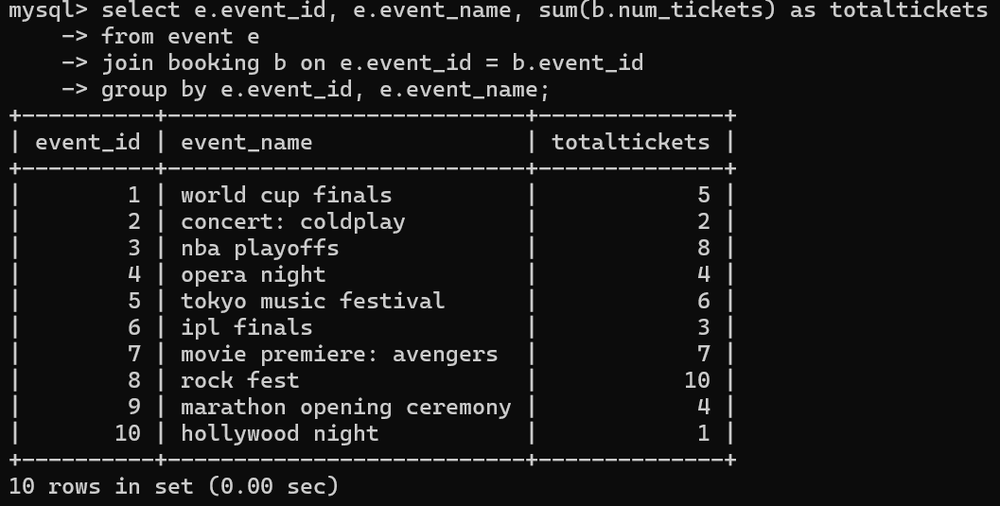 mysql> select e.event_id, e.event_name, sum(b.num_tickets) as totaltickets
    -> from event e
    -> join booking b on e.event_id = b.event_id
    -> group by e.event_id, e.event_name;
+----------+----------------------------+--------------+
| event_id | event_name                 | totaltickets |
+----------+----------------------------+--------------+
|        1 | world cup finals           |            5 |
|        2 | concert: coldplay          |            2 |
|        3 | nba playoffs               |            8 |
|        4 | opera night                |            4 |
|        5 | tokyo music festival       |            6 |
|        6 | ipl finals                 |            3 |
|        7 | movie premiere: avengers   |            7 |
|        8 | rock fest                  |           10 |
|        9 | marathon opening ceremony  |            4 |
|       10 | hollywood night            |            1 |
+----------+----------------------------+--------------+
10 rows in set (0.00 sec)